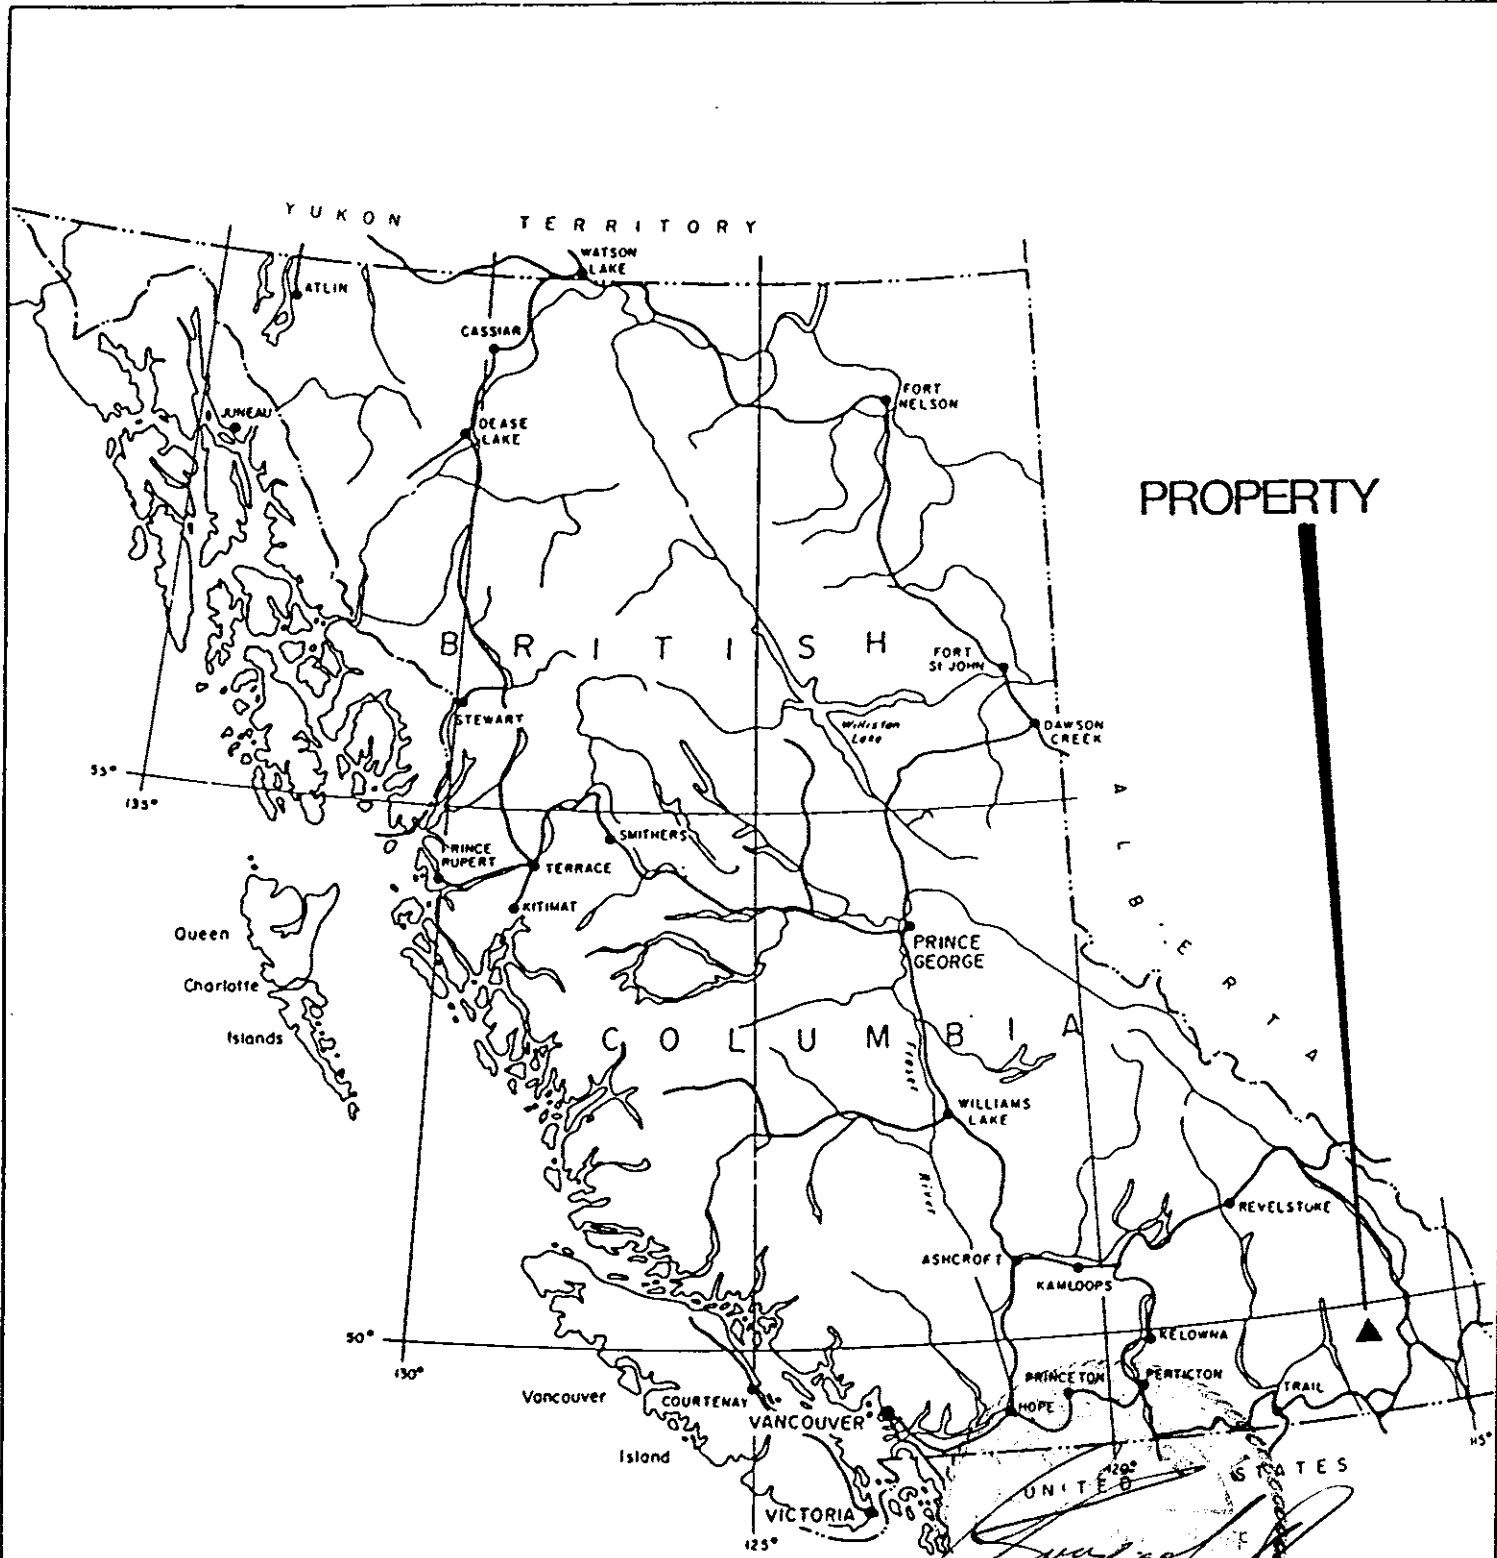 YUKON TERRITORY
WATSON
LAKE
ATLIN
CASSIAR
FORT
NELSON
JUNEAU
DEASE
LAKE
PROPERTY
BRITISH
FORT
St JOHN
STEWART
Williston
Lake
DAWSON
CREEK
55°
135°
ALBERTA
SMITHERS
PRINCE
RUPERT
TERRACE
KITIMAT
Queen
Charlotte
Islands
PRINCE
GEORGE
COLUMBIA
Fraser
River
WILLIAMS
LAKE
REVELSTOKE
ASHCROFT
KAMLOOPS
50°
130°
KELOWNA
Vancouver
Island
COURTENAY
VANCOUVER
PRINCETON
PENTICTON
HOPE
TRAIL
115°
120°
UNITED STATES
VICTORIA
125°